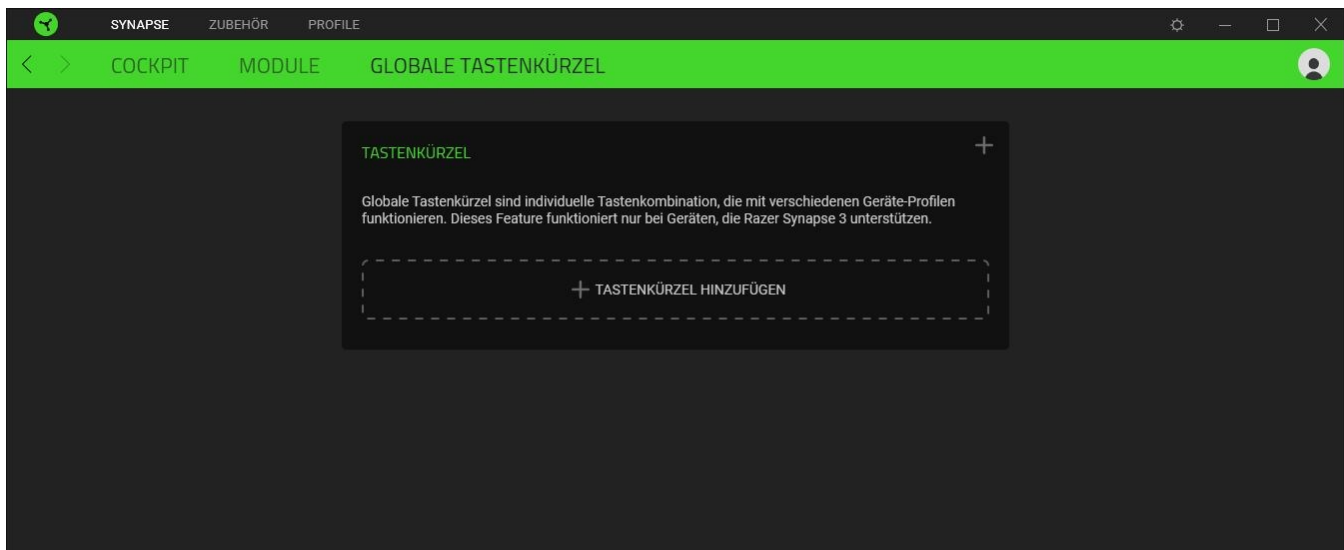 SYNAPSE ZUBEHÖR PROFILE
COCKPIT MODULE GLOBALE TASTENKÜRZEL
TASTENKÜRZEL
Globale Tastenkürzel sind individuelle Tastenkombination, die mit verschiedenen Geräte-Profilen
funktionieren. Dieses Feature funktioniert nur bei Geräten, die Razer Synapse 3 unterstützen.
TASTENKÜRZEL HINZUFÜGEN